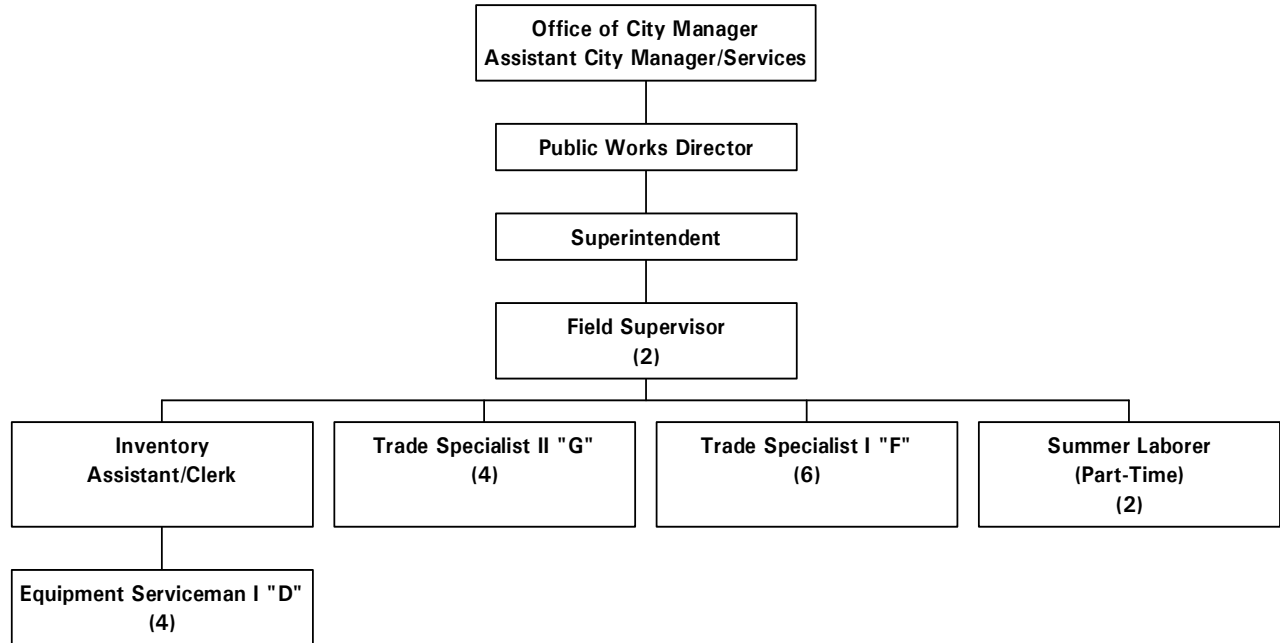 Office of City Manager
Assistant City Manager/Services
Public Works Director
Superintendent
Field Supervisor
(2)
Inventory
Assistant/Clerk
Trade Specialist II "G"
(4)
Trade Specialist I "F"
(6)
Summer Laborer
(Part-Time)
(2)
Equipment Serviceman I "D"
(4)